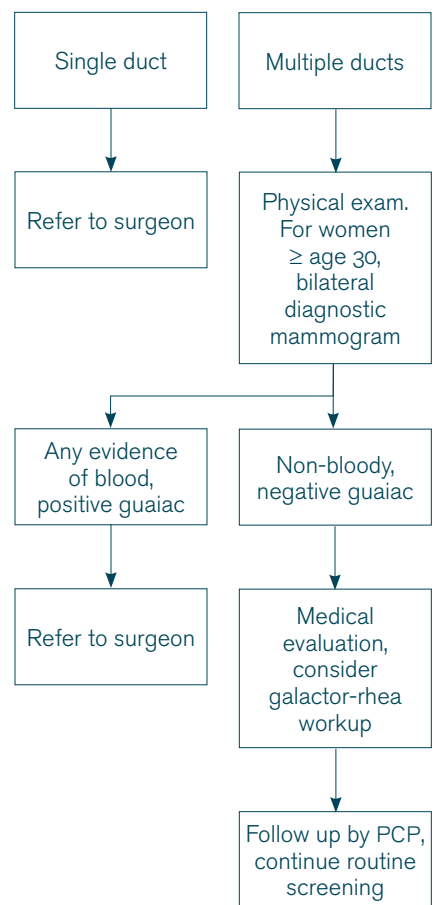 Single duct
Multiple ducts
Refer to surgeon
Physical exam.
For women
≥ age 30,
bilateral
diagnostic
mammogram
Any evidence
of blood,
positive guaiac
Non-bloody,
negative guaiac
Refer to surgeon
Medical
evaluation,
consider
galactor-rhea
workup
Follow up by PCP,
continue routine
screening